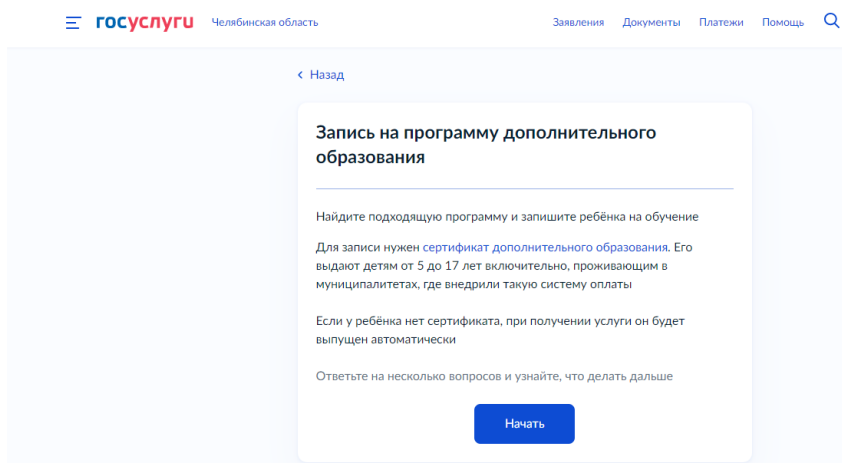 госуслуги Челябинская область Заявления Документы Платежи Помощь
Назад
Запись на программу дополнительного
образования
Найдите подходящую программу и запишите ребёнка на обучение
Для записи нужен сертификат дополнительного образования. Его
выдают детям от 5 до 17 лет включительно, проживающим в
муниципалитетах, где внедрили такую систему оплаты
Если у ребёнка нет сертификата, при получении услуги он будет
выпущен автоматически
Ответьте на несколько вопросов и узнайте, что делать дальше
Начать